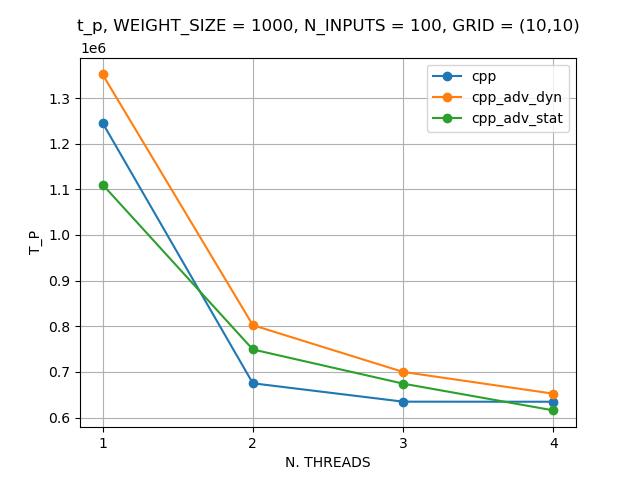 t_p, WEIGHT_SIZE = 1000, N_INPUTS = 100, GRID = (10,10)
1e6
cpp
cpp_adv_dyn
cpp_adv_stat
1.3
1.2
1.1
1.0
0.9
0.8
0.7
0.6
T_P
1 2 3 4
N. THREADS